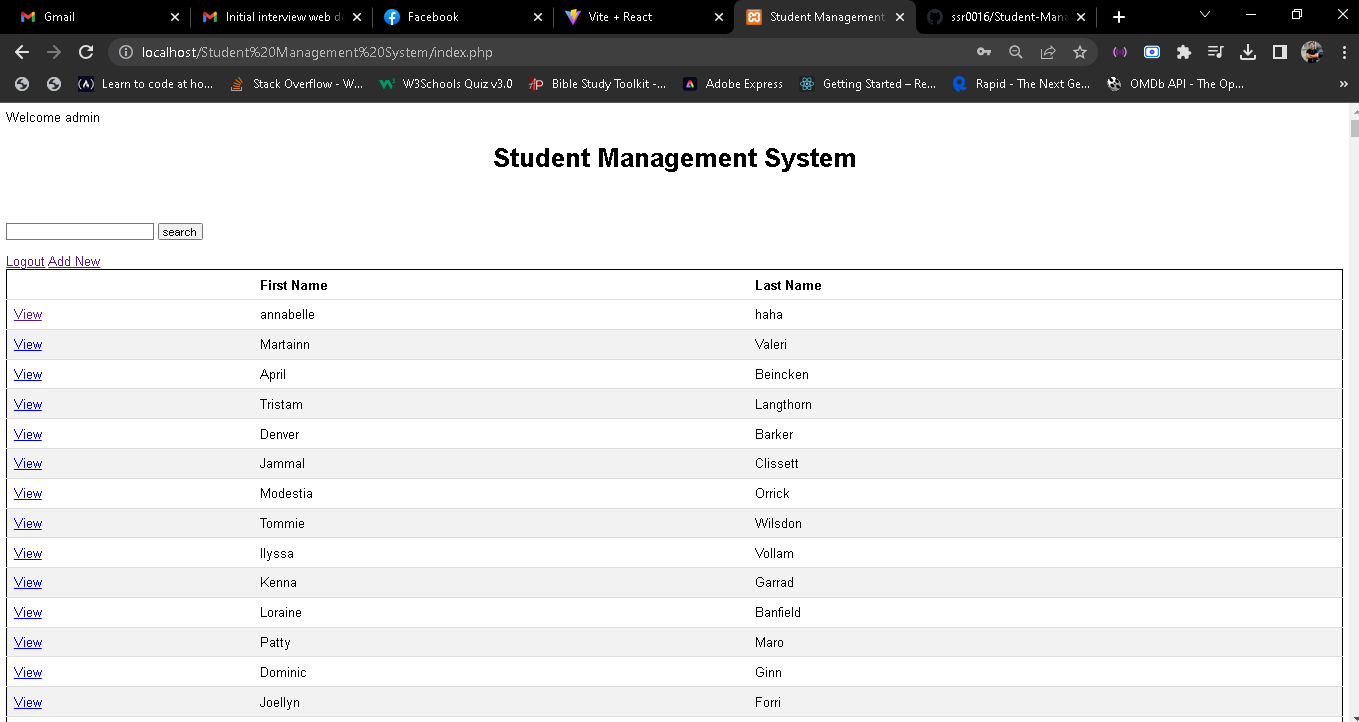 Gmail Initial interview web d Facebook Vite + React Student Management ssr0016/Student-Man
localhost/Student%20Management%20System/index.php
Learn to code at ho... Stack Overflow - W... W3Schools Quiz v3.0 Bible Study Toolkit -... Adobe Express Getting Started – Re... Rapid - The Next Ge... OMDb API - The Op... »
Welcome admin
Student Management System
search
Logout Add New
First Name Last Name
View annabelle haha
View Martainn Valeri
View April Beincken
View Tristam Langthorn
View Denver Barker
View Jammal Clissett
View Modestia Orrick
View Tommie Wilsdon
View Ilyssa Vollam
View Kenna Garrad
View Loraine Banfield
View Patty Maro
View Dominic Ginn
View Joellyn Forri